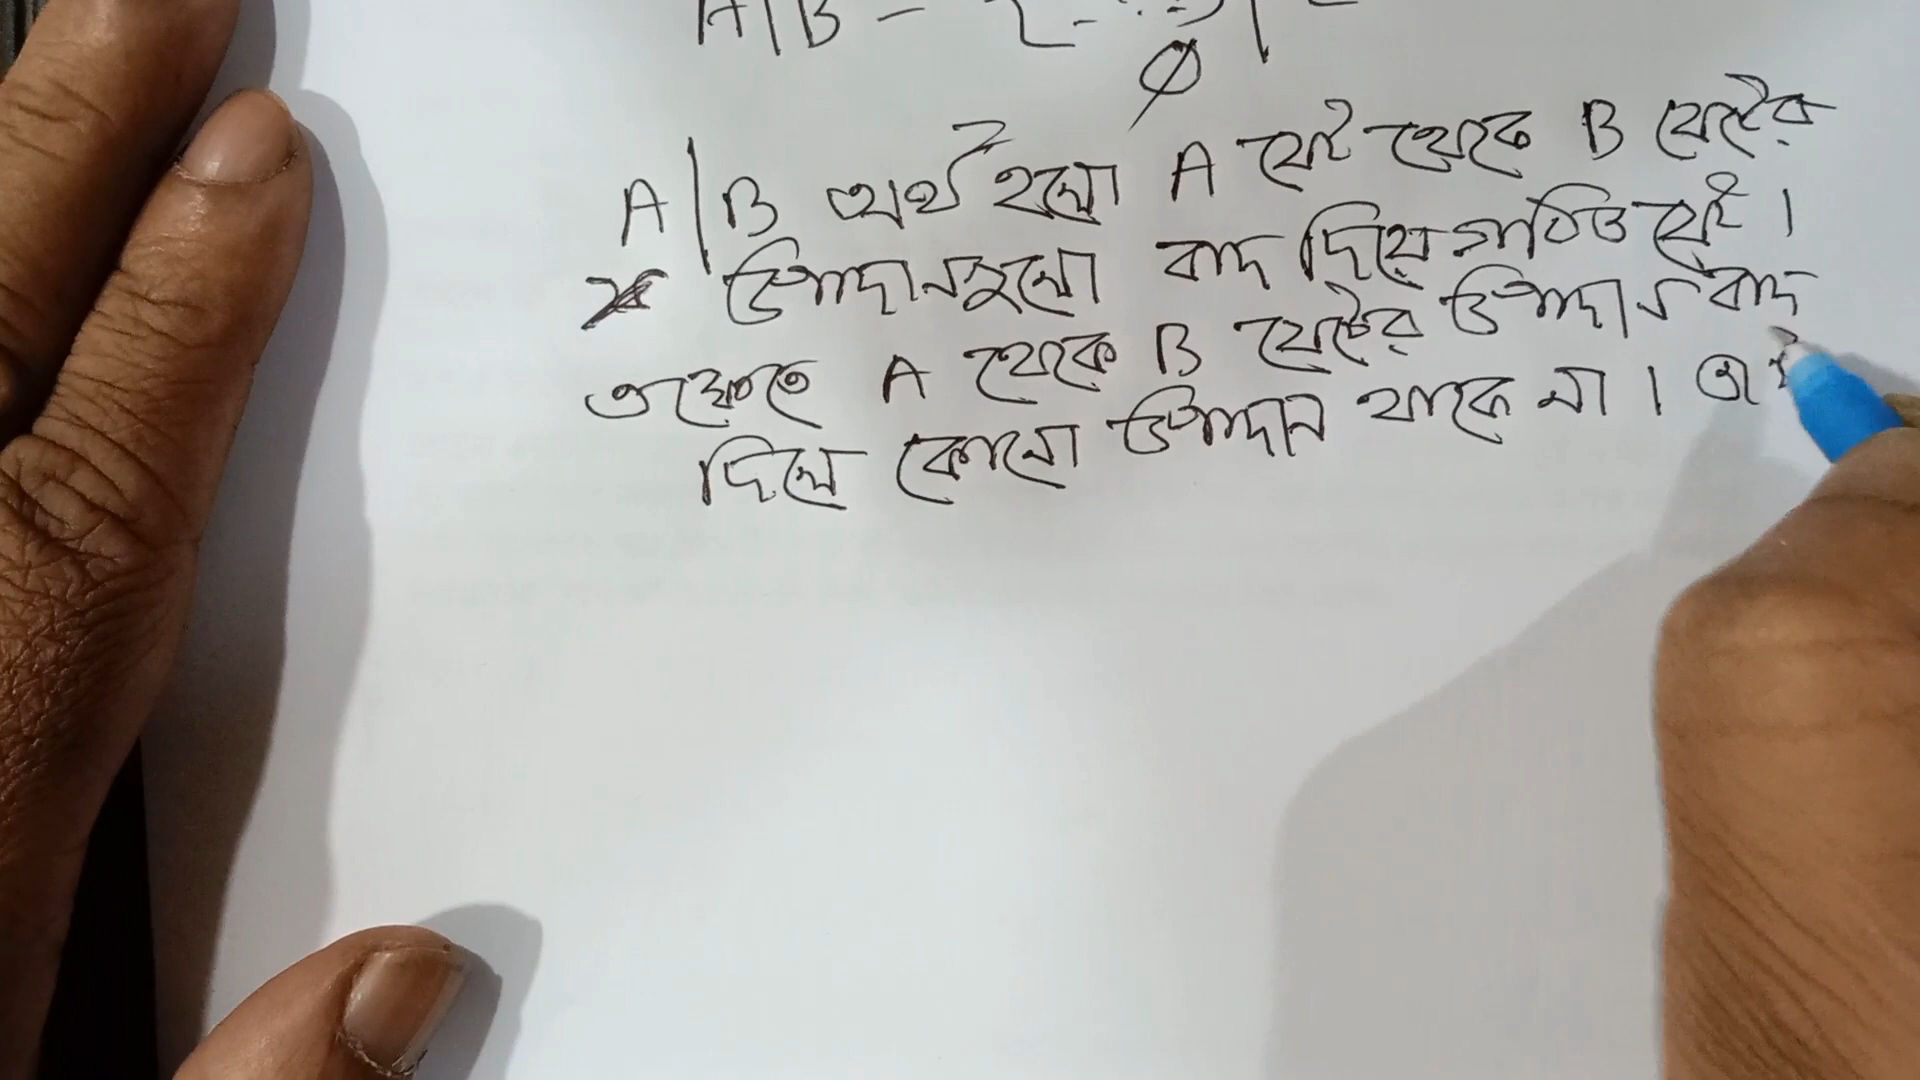 A|B =
∅
A|B অর্থ হলো A সেট থেকে B সেটের
উপাদানগুলো বাদ দিয়ে গঠিত সেট।
এক্ষেত্রে A থেকে B সেটের উপাদান বাদ
দিলে কোনো উপাদান থাকে না।